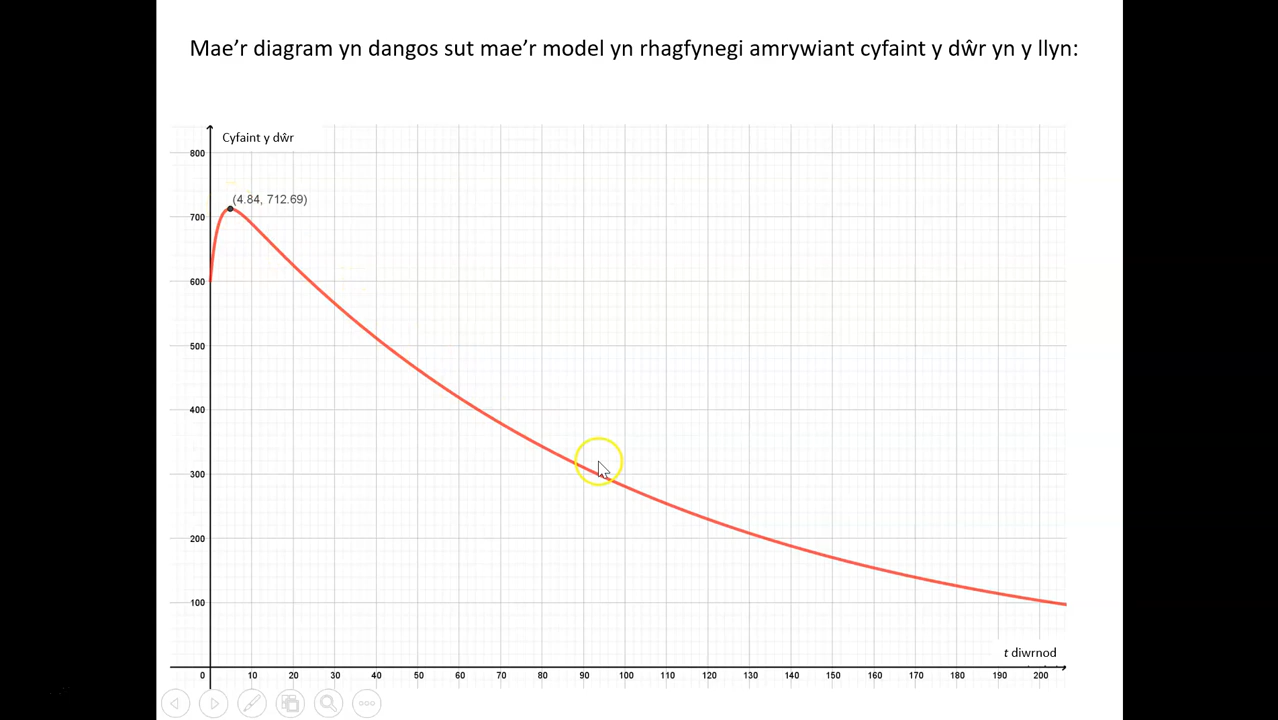 Mae’r diagram yn dangos sut mae’r model yn rhagfynegi amrywiant cyfaint y dŵr yn y llyn:
Cyfaint y dŵr
800
(4.84, 712.69)
700
600
500
400
300
200
100
t diwrnod
0 10 20 30 40 50 60 70 80 90 100 110 120 130 140 150 160 170 180 190 200